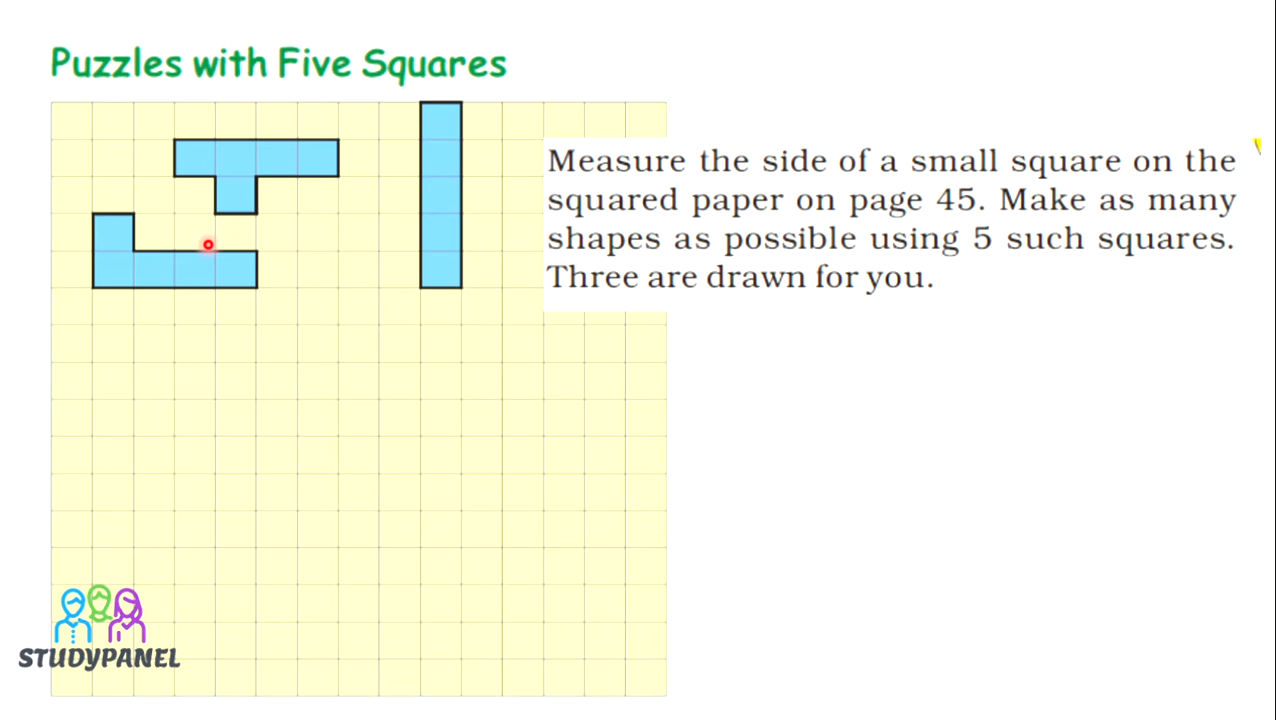 Puzzles with Five Squares
Measure the side of a small square on the
squared paper on page 45. Make as many
shapes as possible using 5 such squares.
Three are drawn for you.
STUDYPANEL